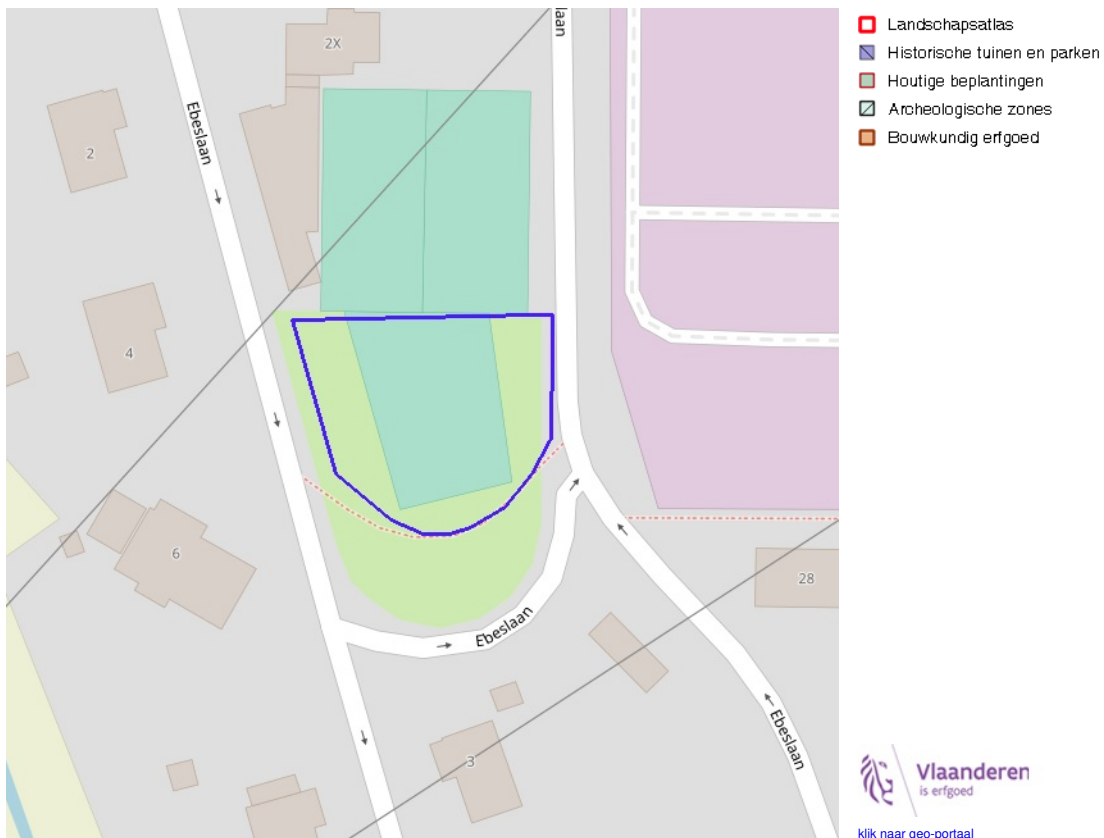 laan
2X
Ebeslaan
2
4
6
Ebeslaan
28
Ebeslaan
3
Landschapsatlas
Historische tuinen en parken
Houtige beplantingen
Archeologische zones
Bouwkundig erfgoed
Vlaanderen
is erfgoed
klik naar geo-portaal